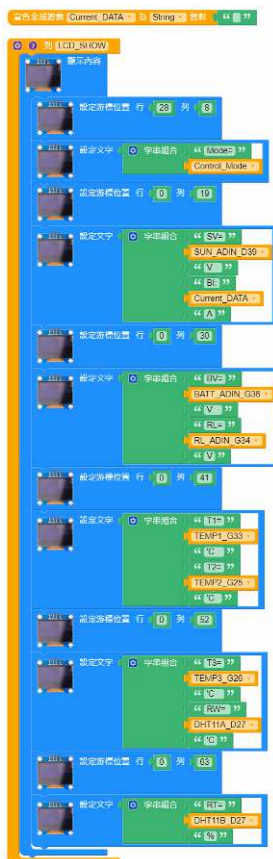 宣告全域變數 Current_DATA 為 String 資料 “ ”
到 LCD_SHOW
顯示內容
設定游標位置 行 28 列 8
設定文字 字串組合 “ Mode= ”
Control_Mode
設定游標位置 行 0 列 19
設定文字 字串組合 “ SV= ”
SUN_ADIN_D39
“ V ”
Current_DATA
“ A ”
設定游標位置 行 0 列 30
設定文字 字串組合 “ BV= ”
BATT_ADIN_G36
“ V ”
“ RL= ”
RL_ADIN_G34
“ V ”
設定游標位置 行 0 列 41
設定文字 字串組合 “ T1= ”
TEMP1_G33
“ 'C ”
“ T2= ”
TEMP2_G25
“ 'C ”
設定游標位置 行 0 列 52
設定文字 字串組合 “ T3= ”
TEMP3_G26
“ 'C ”
“ RW= ”
DHT11A_D27
“ 'C ”
設定游標位置 行 0 列 63
設定文字 字串組合 “ RT= ”
DHT11B_D27
“ % ”